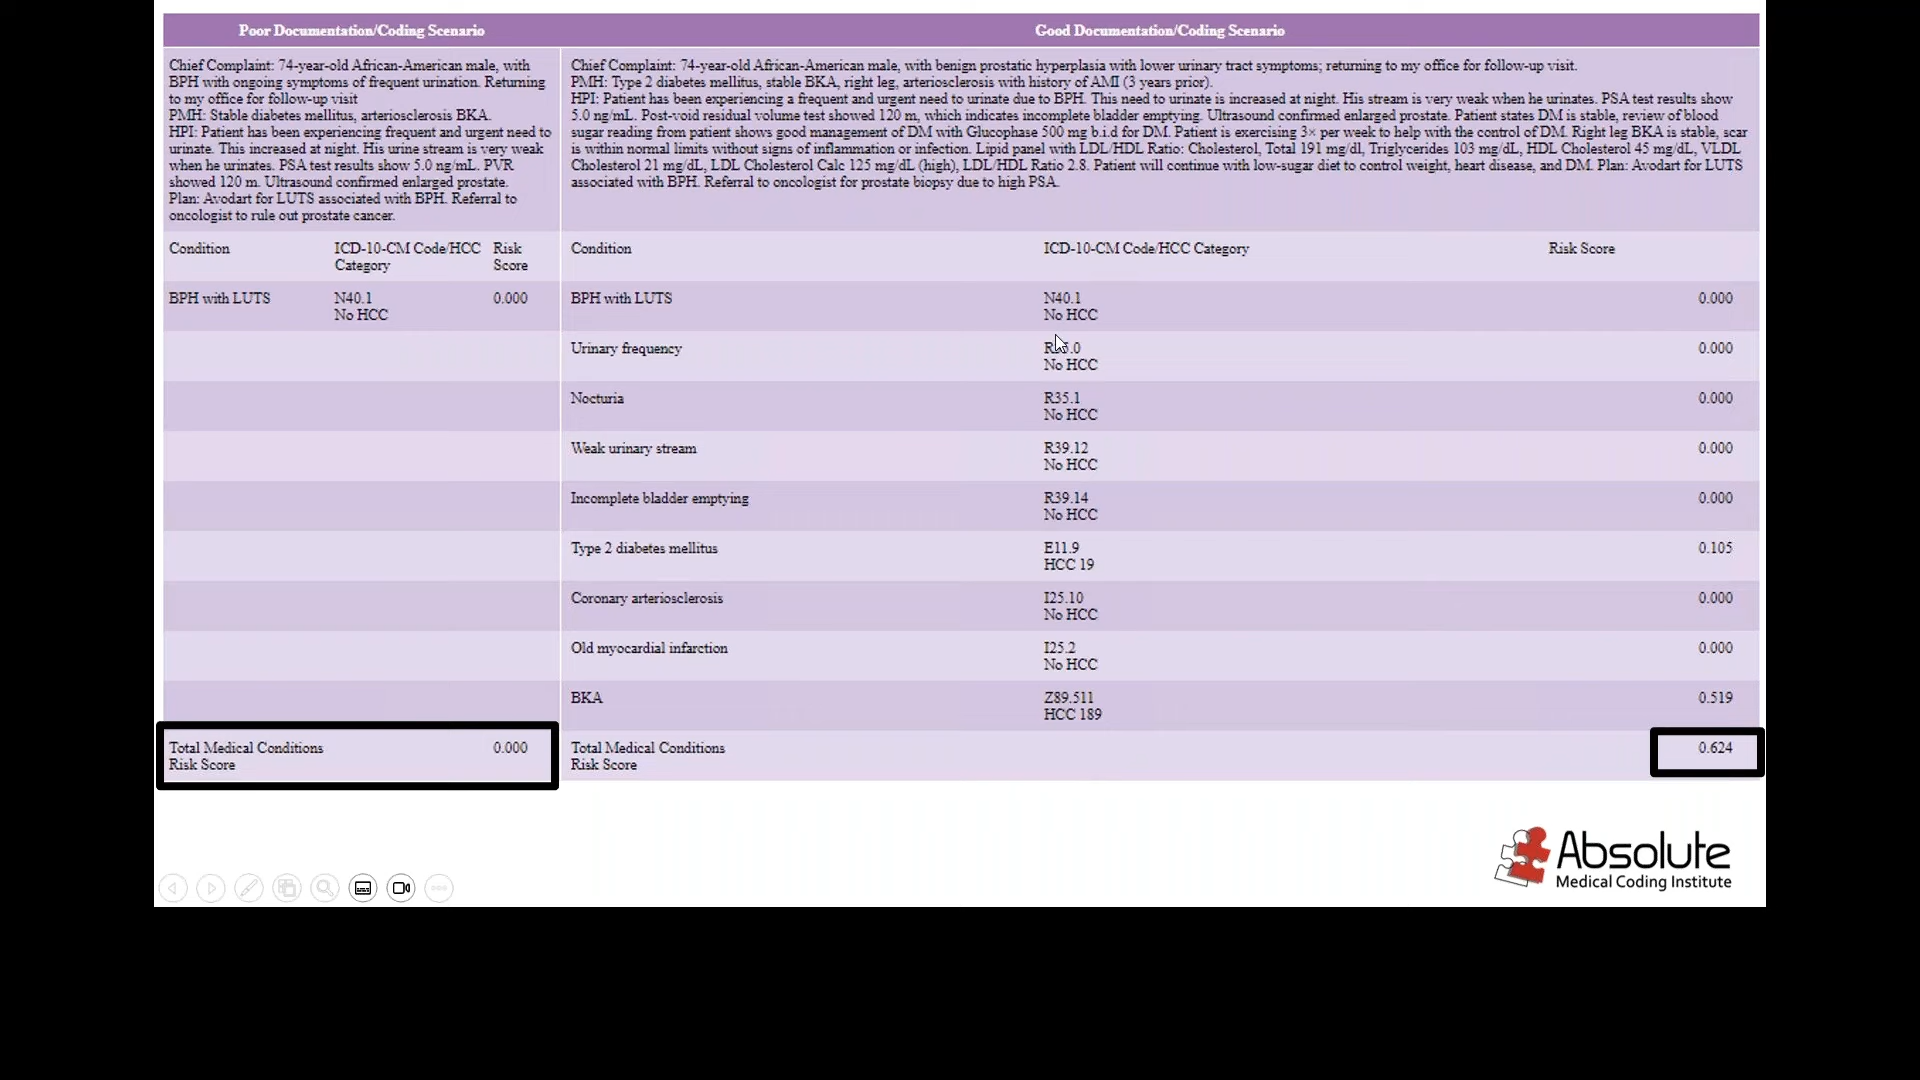 Poor Documentation/Coding Scenario
Good Documentation/Coding Scenario
Chief Complaint: 74-year-old African-American male, with
BPH with ongoing symptoms of frequent urination. Returning
to my office for follow-up visit
PMH: Stable diabetes mellitus, arteriosclerosis BKA.
HPI: Patient has been experiencing frequent and urgent need to
urinate. This increased at night. His urine stream is very weak
when he urinates. PSA test results show 5.0 ng/mL. PVR
showed 120 m. Ultrasound confirmed enlarged prostate.
Plan: Avodart for LUTS associated with BPH. Referral to
oncologist to rule out prostate cancer.
Chief Complaint: 74-year-old African-American male, with benign prostatic hyperplasia with lower urinary tract symptoms; returning to my office for follow-up visit.
PMH: Type 2 diabetes mellitus, stable BKA, right leg, arteriosclerosis with history of AMI (3 years prior).
HPI: Patient has been experiencing a frequent and urgent need to urinate due to BPH. This need to urinate is increased at night. His stream is very weak when he urinates. PSA test results show
5.0 ng/mL. Post-void residual volume test showed 120 m, which indicates incomplete bladder emptying. Ultrasound confirmed enlarged prostate. Patient states DM is stable, review of blood
sugar reading from patient shows good management of DM with Glucophase 500 mg b.i.d for DM. Patient is exercising 3× per week to help with the control of DM. Right leg BKA is stable, scar
is within normal limits without signs of inflammation or infection. Lipid panel with LDL/HDL Ratio: Cholesterol, Total 191 mg/dl, Triglycerides 103 mg/dL, HDL Cholesterol 45 mg/dL, VLDL
Cholesterol 21 mg/dL, LDL Cholesterol Calc 125 mg/dL (high), LDL/HDL Ratio 2.8. Patient will continue with low-sugar diet to control weight, heart disease, and DM. Plan: Avodart for LUTS
associated with BPH. Referral to oncologist for prostate biopsy due to high PSA.
Condition ICD-10-CM Code/HCC Risk
Category Score
Condition ICD-10-CM Code/HCC Category Risk Score
BPH with LUTS N40.1 0.000
No HCC
BPH with LUTS N40.1 0.000
No HCC
Urinary frequency 0.000
No HCC
Nocturia R35.1 0.000
No HCC
Weak urinary stream R39.12 0.000
No HCC
Incomplete bladder emptying R39.14 0.000
No HCC
Type 2 diabetes mellitus E11.9 0.105
HCC 19
Coronary arteriosclerosis I25.10 0.000
No HCC
Old myocardial infarction I25.2 0.000
No HCC
BKA Z89.511 0.519
HCC 189
Total Medical Conditions 0.000
Risk Score
Total Medical Conditions 0.624
Risk Score
Absolute
Medical Coding Institute